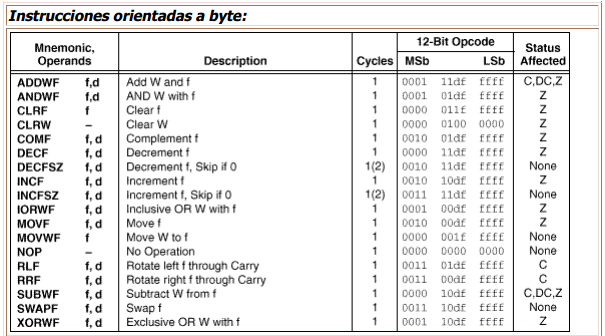 Instrucciones orientadas a byte:
Mnemonic, Operands Description Cycles 12-Bit Opcode MSb LSb Status Affected
ADDWF f,d Add W and f 1 0001 11df ffff C,DC,Z
ANDWF f,d AND W with f 1 0001 01df ffff Z
CLRF f Clear f 1 0000 011f ffff Z
CLRW – Clear W 1 0000 0100 0000 Z
COMF f, d Complement f 1 0010 01df ffff Z
DECF f, d Decrement f 1 0000 11df ffff Z
DECFSZ f, d Decrement f, Skip if 0 1(2) 0010 11df ffff None
INCF f, d Increment f 1 0010 10df ffff Z
INCFSZ f, d Increment f, Skip if 0 1(2) 0011 11df ffff None
IORWF f, d Inclusive OR W with f 1 0001 00df ffff Z
MOVF f, d Move f 1 0010 00df ffff Z
MOVWF f Move W to f 1 0000 001f ffff None
NOP – No Operation 1 0000 0000 0000 None
RLF f, d Rotate left f through Carry 1 0011 01df ffff C
RRF f, d Rotate right f through Carry 1 0011 00df ffff C
SUBWF f, d Subtract W from f 1 0000 10df ffff C,DC,Z
SWAPF f, d Swap f 1 0011 10df ffff None
XORWF f, d Exclusive OR W with f 1 0001 10df ffff Z